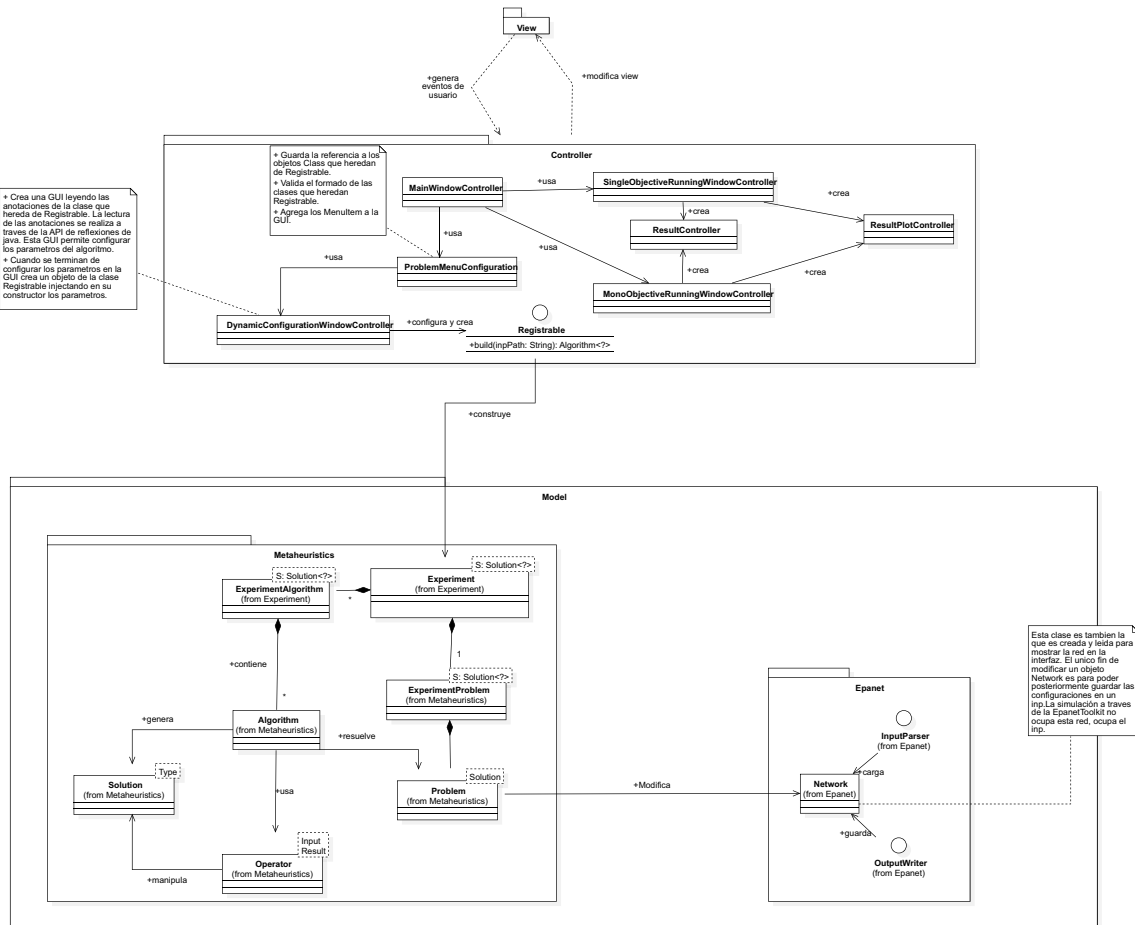 View
+genera
eventos de
usuario
+modifica view
Controller
+ Guarda la referencia a los
objetos Class que heredan
de Registrable.
+ Valida el formado de las
clases que heredan
Registrable.
+ Agrega los MenuItem a la
GUI.
+ Crea una GUI leyendo las
anotaciones de la clase que
hereda de Registrable. La lectura
de las anotaciones se realiza a
traves de la API de reflexiones de
java. Esta GUI permite configurar
los parametros del algoritmo.
+ Cuando se terminan de
configurar los parametros en la
GUI crea un objeto de la clase
Registrable injectando en su
constructor los parametros.
MainWindowController
+usa
SingleObjectiveRunningWindowController
+crea
+crea
ResultController
ResultPlotController
+usa
+usa
+crea
+crea
+usa
ProblemMenuConfiguration
MonoObjectiveRunningWindowController
DynamicConfigurationWindowController
+configura y crea
Registrable
+build(inpPath: String): Algorithm<?>
+construye
Model
Metaheuristics
S: Solution<?>
ExperimentAlgorithm
(from Experiment)
*
S: Solution<?>
Experiment
(from Experiment)
+contiene
*
1
S: Solution<?>
ExperimentProblem
(from Metaheuristics)
+genera
Algorithm
(from Metaheuristics)
+resuelve
Type
Solution
(from Metaheuristics)
+usa
Solution
Problem
(from Metaheuristics)
+Modifica
Input
Result
Operator
(from Metaheuristics)
+manipula
Epanet
InputParser
(from Epanet)
+carga
Network
(from Epanet)
+guarda
OutputWriter
(from Epanet)
Esta clase es tambien la
que es creada y leida para
mostrar la red en la
interfaz. El unico fin de
modificar un objeto
Network es para poder
posteriormente guardar las
configuraciones en un
inp.La simulación a traves
de la EpanetToolkit no
ocupa esta red, ocupa el
inp.